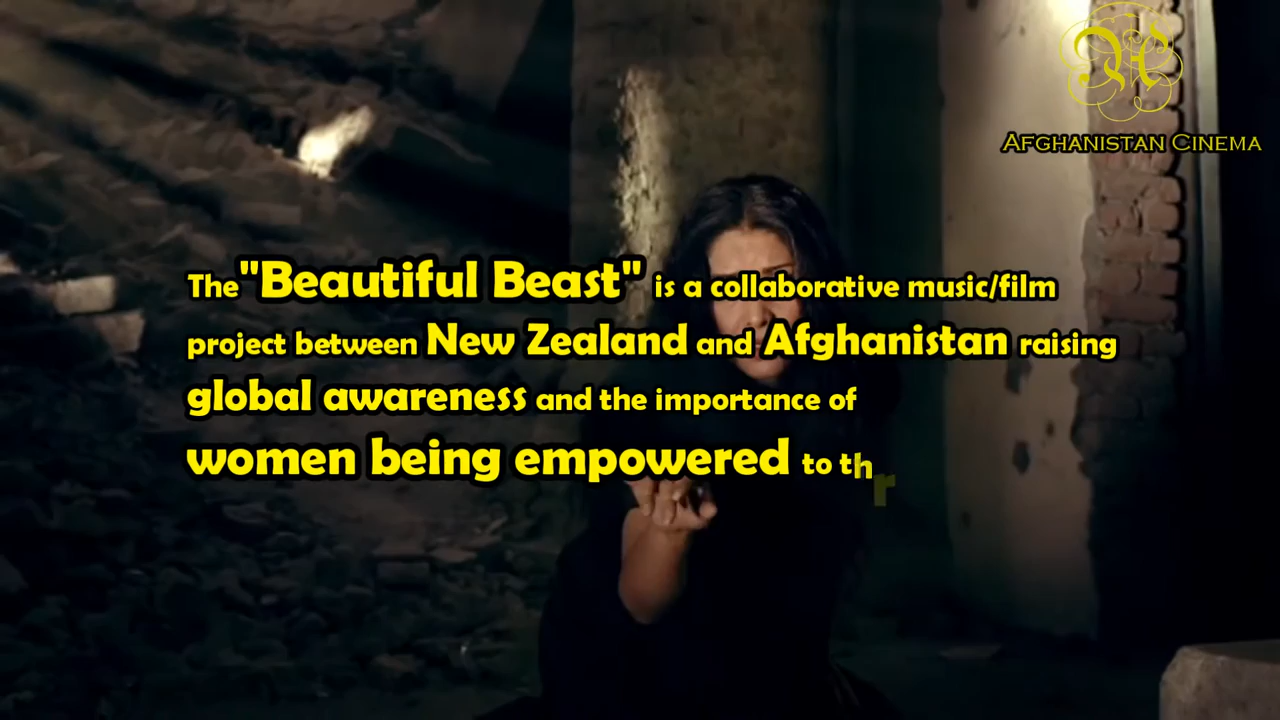 AFGHANISTAN CINEMA
The "Beautiful Beast" is a collaborative music/film
project between New Zealand and Afghanistan raising
global awareness and the importance of
women being empowered to thr